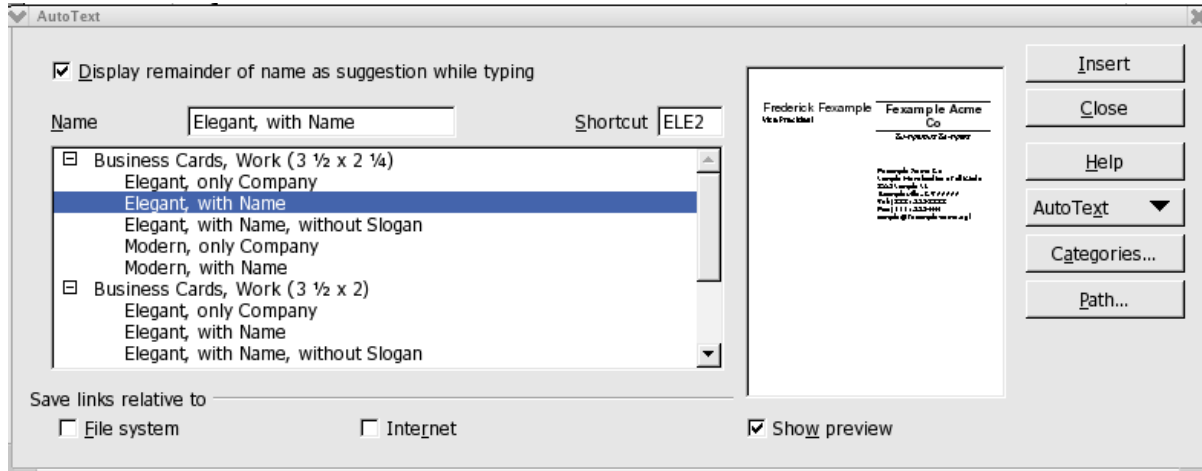 AutoText
Display remainder of name as suggestion while typing
Name
Elegant, with Name
Shortcut
ELE2
Business Cards, Work (3 ½ x 2 ¼)
Elegant, only Company
Elegant, with Name
Elegant, with Name, without Slogan
Modern, only Company
Modern, with Name
Business Cards, Work (3 ½ x 2)
Elegant, only Company
Elegant, with Name
Elegant, with Name, without Slogan
Save links relative to
File system
Internet
Frederick Fexample
Vice President
Fexample Acme
Co
Show preview
Insert
Close
Help
AutoText
Categories...
Path...